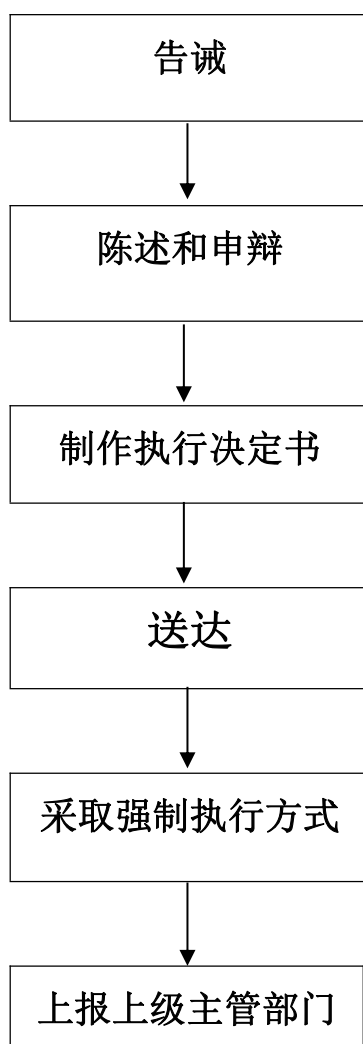 告诫
陈述和申辩
制作执行决定书
送达
采取强制执行方式
上报上级主管部门